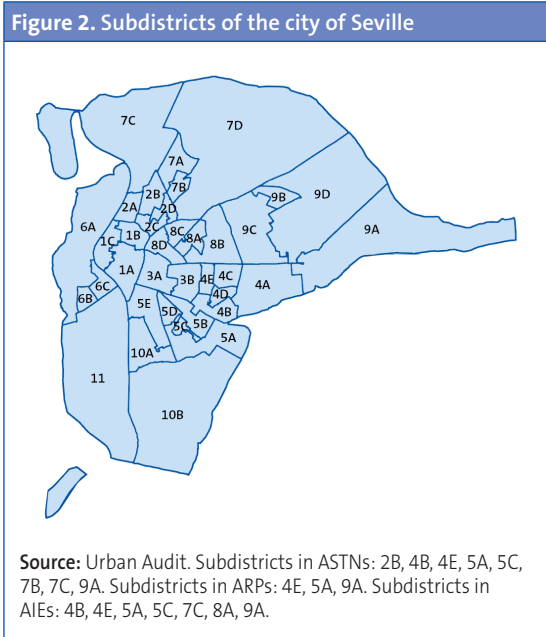 Figure 2. Subdistricts of the city of Seville
7C
7D
7A
7B
2B
2A
2D
9B
9D
6A
2C
1B
8C
8A
9C
9A
1C
8D
8B
1A
3A
3B
4E
4C
4A
6C
6B
4D
5E
5D
4B
5C
5B
5A
10A
11
10B
Source: Urban Audit. Subdistricts in ASTNs: 2B, 4B, 4E, 5A, 5C,
7B, 7C, 9A. Subdistricts in ARPs: 4E, 5A, 9A. Subdistricts in
AIEs: 4B, 4E, 5A, 5C, 7C, 8A, 9A.